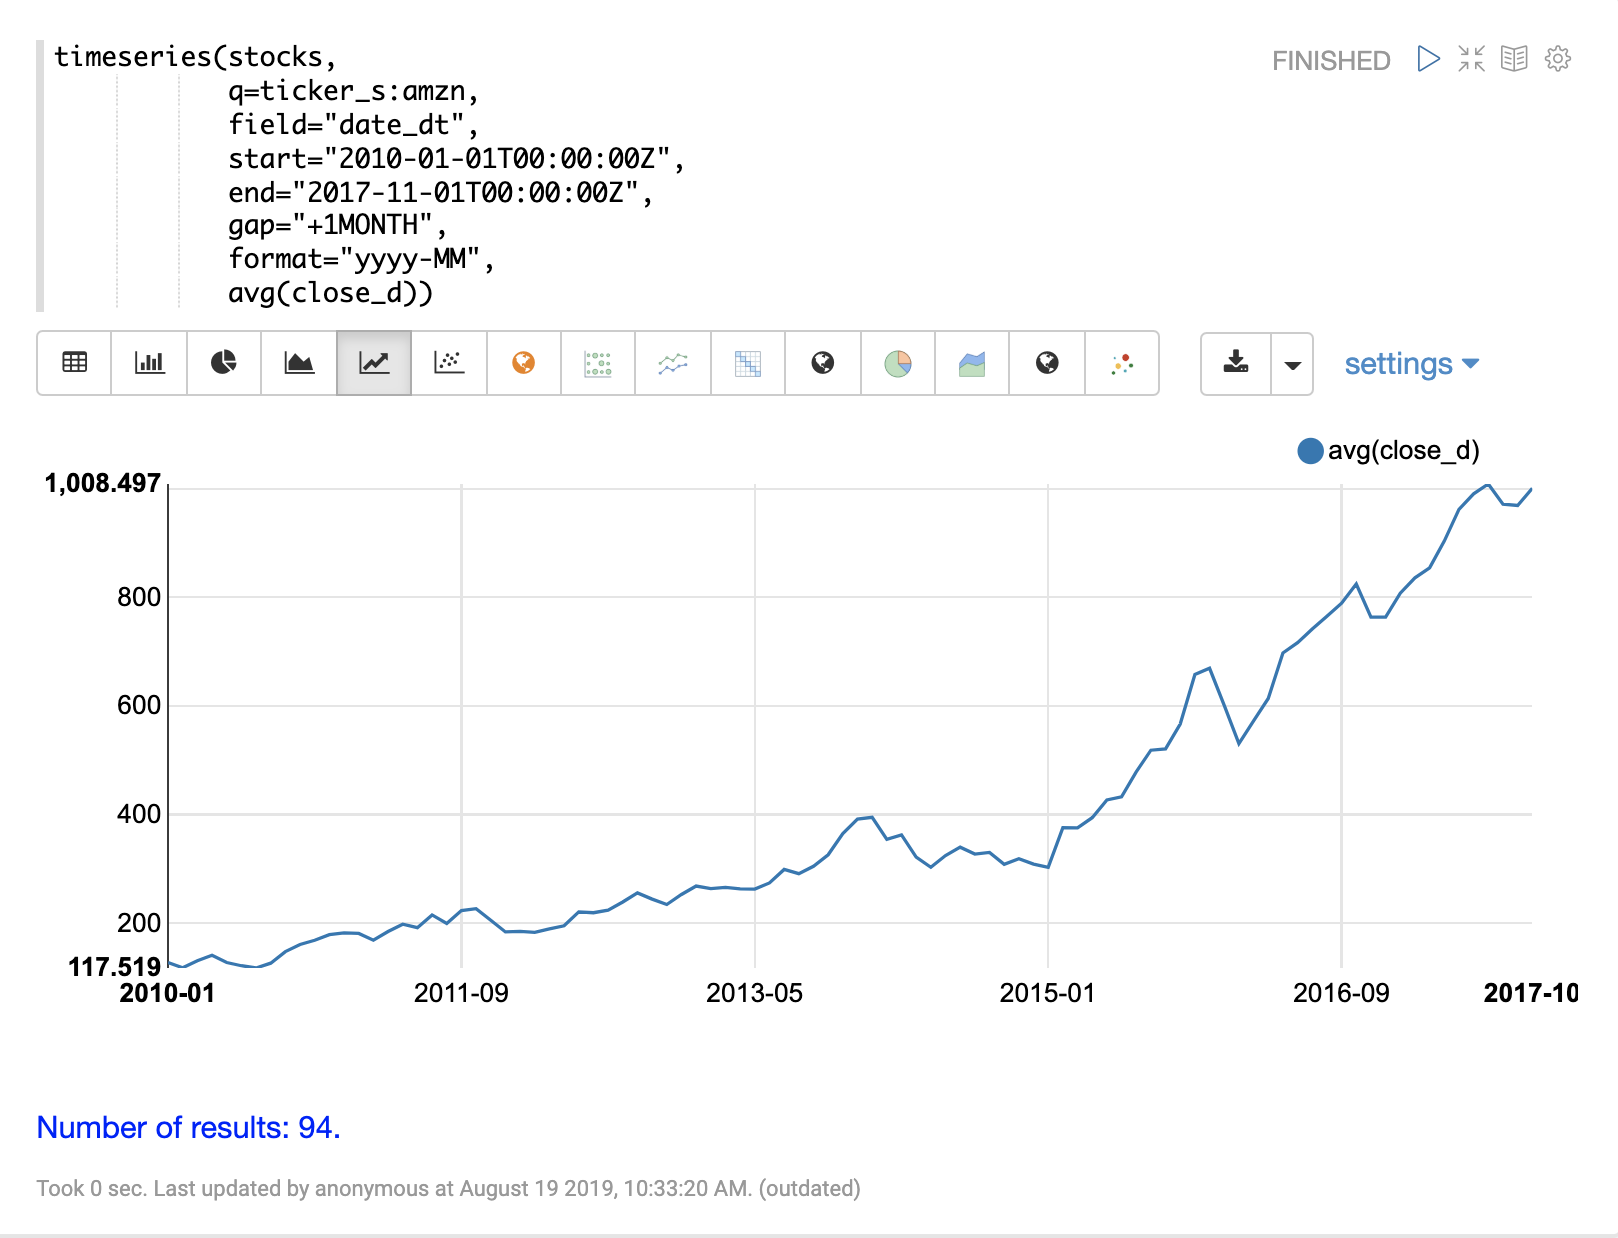 timeseries(stocks,
q=ticker_s:amzn,
field="date_dt",
start="2010-01-01T00:00:00Z",
end="2017-11-01T00:00:00Z",
gap="+1MONTH",
format="yyyy-MM",
avg(close_d))
FINISHED
settings
avg(close_d)
1,008.497
800
600
400
200
117.519
2010-01 2011-09 2013-05 2015-01 2016-09 2017-10
Number of results: 94.
Took 0 sec. Last updated by anonymous at August 19 2019, 10:33:20 AM. (outdated)